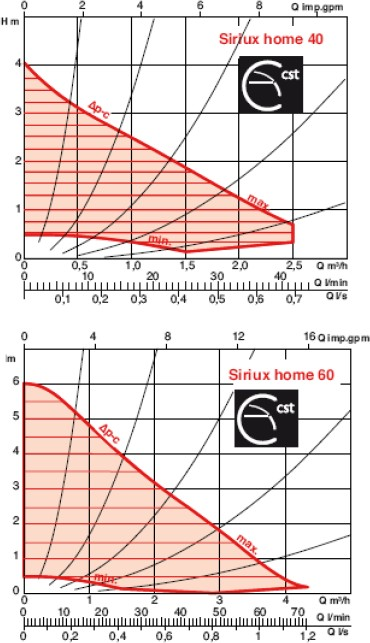 0 2 4 6 8 Q imp.gpm
H m
Siriux home 40
cst
4
Δp-c
3
2
max.
1
min.
0
0 0,5 1,0 1,5 2,0 2,5 Q m³/h
0 10 20 30 40 Q l/min
0,1 0,2 0,3 0,4 0,5 0,6 0,7 Q l/s
0 4 8 12 16 Q imp.gpm
m
Siriux home 60
cst
6
5
Δp-c
4
3
2
max.
1
min.
0
0 1 2 3 4 Q m³/h
0 10 20 30 40 50 60 70 Q l/min
0 0,2 0,4 0,6 0,8 1 1,2 Q l/s